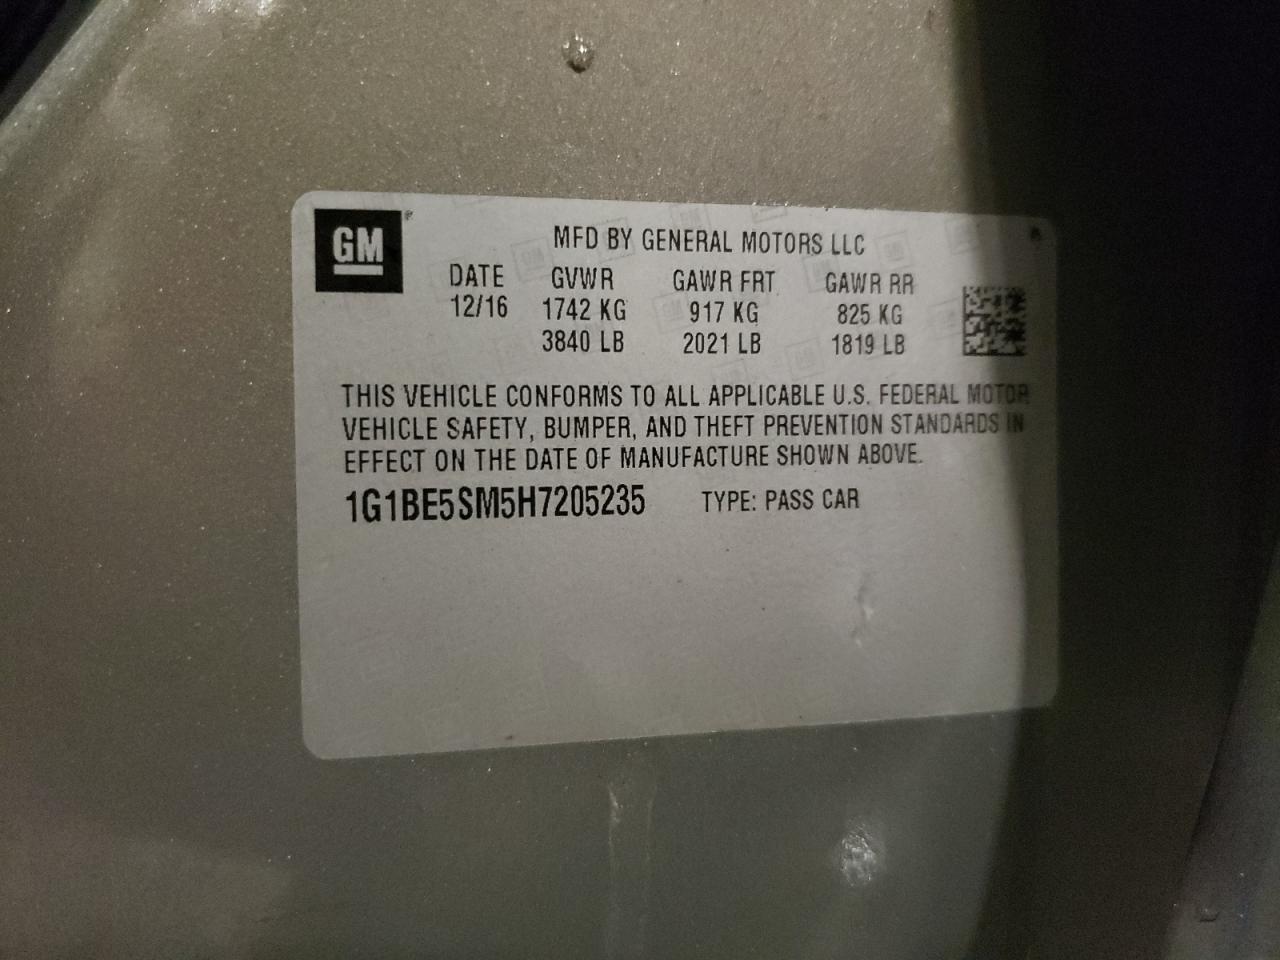 GM
MFD BY GENERAL MOTORS LLC
DATE GVWR GAWR FRT GAWR RR
12/16 1742 KG 917 KG 825 KG
3840 LB 2021 LB 1819 LB
THIS VEHICLE CONFORMS TO ALL APPLICABLE U.S. FEDERAL MOTOR
VEHICLE SAFETY, BUMPER, AND THEFT PREVENTION STANDARDS IN
EFFECT ON THE DATE OF MANUFACTURE SHOWN ABOVE.
1G1BE5SM5H7205235 TYPE: PASS CAR